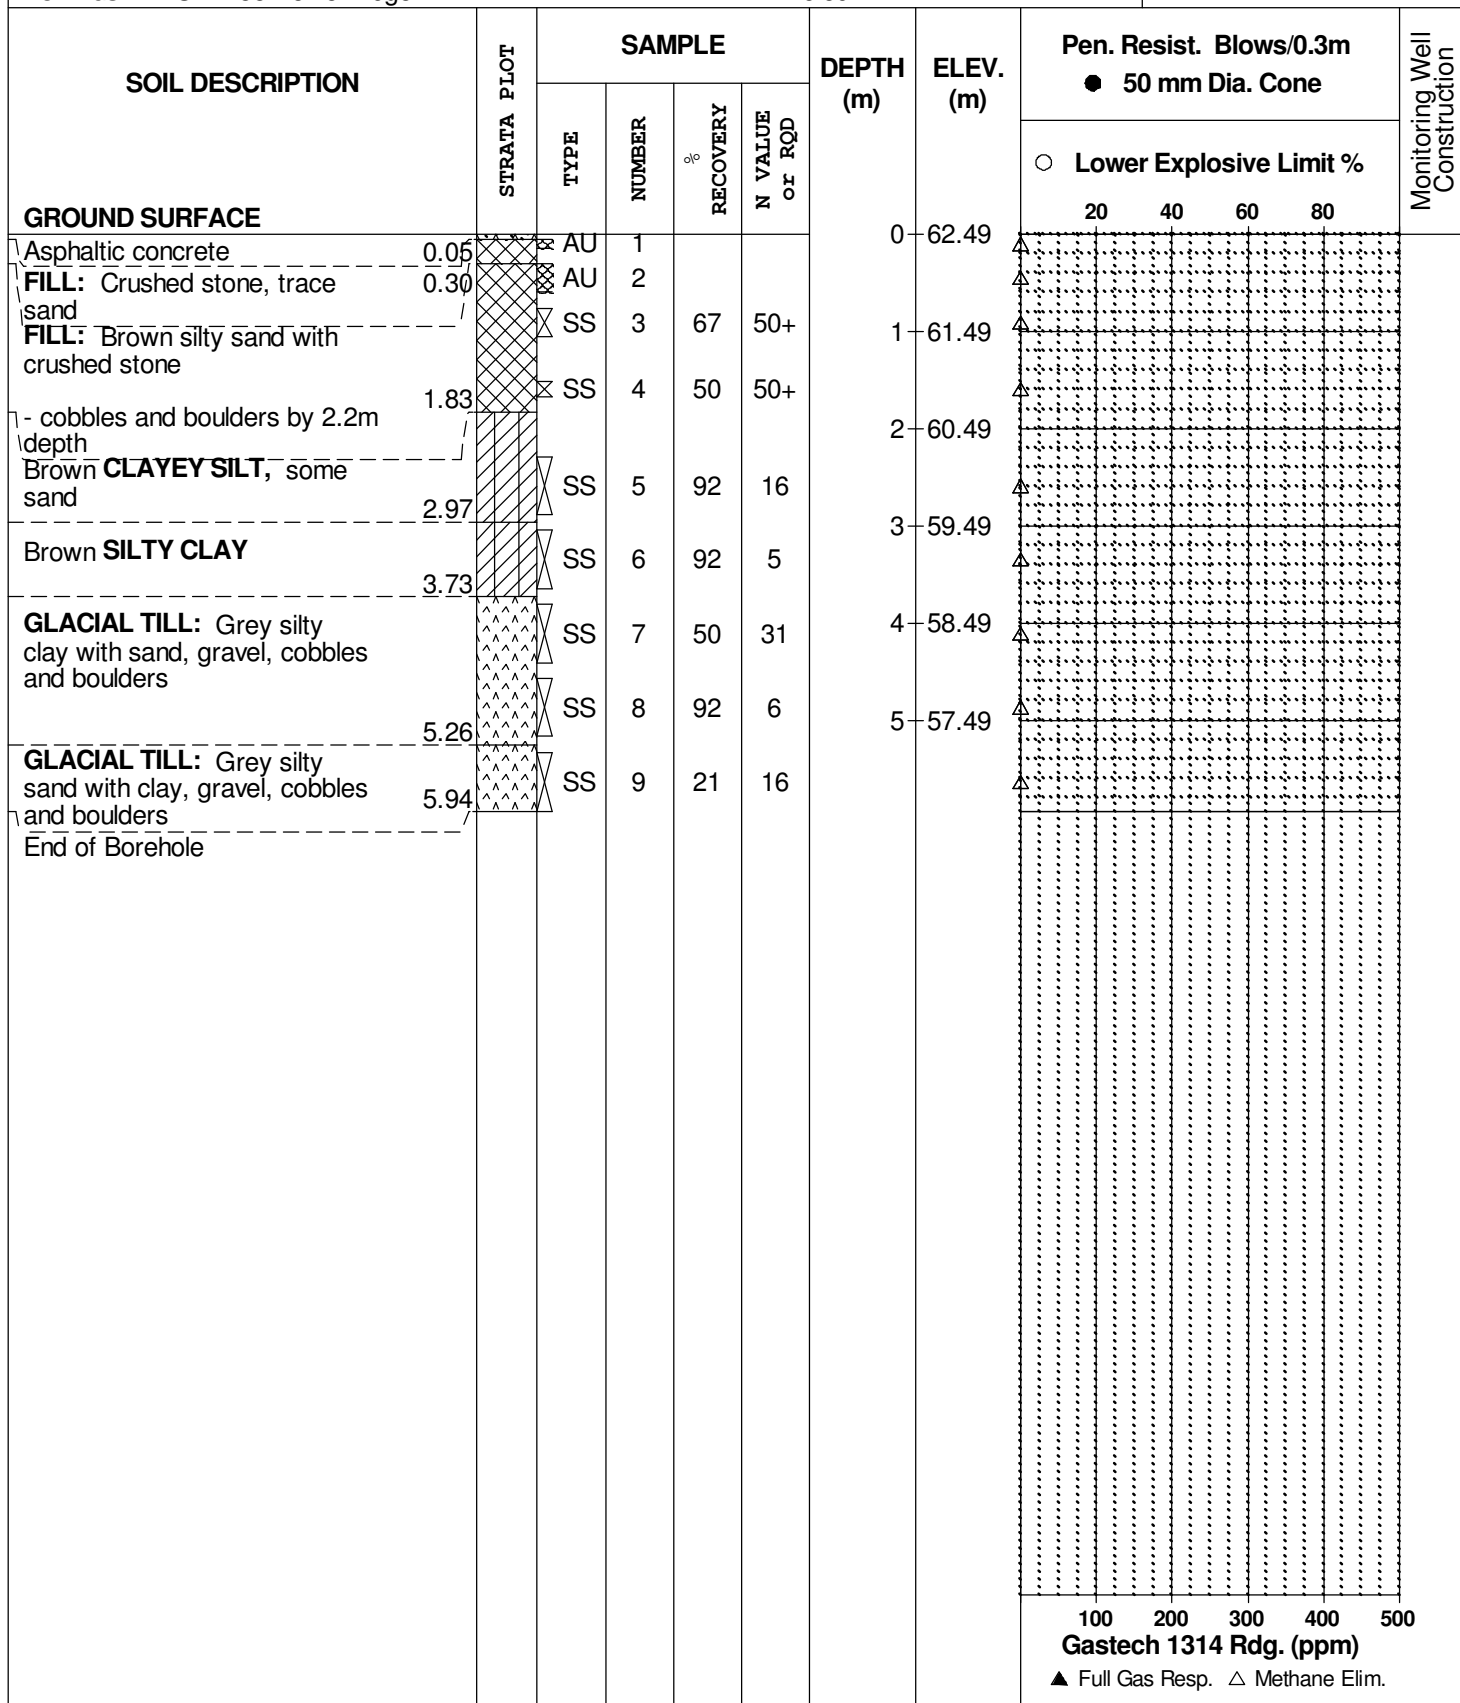 SOIL DESCRIPTION
STRATA PLOT
SAMPLE
TYPE
NUMBER
% RECOVERY
N VALUE or RQD
DEPTH (m)
ELEV. (m)
Pen. Resist. Blows/0.3m
● 50 mm Dia. Cone
○ Lower Explosive Limit %
20 40 60 80
Monitoring Well Construction
GROUND SURFACE
0 62.49
Asphaltic concrete 0.05
AU 1
FILL: Crushed stone, trace 0.30
sand
AU 2
FILL: Brown silty sand with
crushed stone
SS 3 67 50+
1 61.49
1.83
SS 4 50 50+
- cobbles and boulders by 2.2m
depth
2 60.49
Brown CLAYEY SILT, some
sand
2.97
SS 5 92 16
3 59.49
Brown SILTY CLAY
3.73
SS 6 92 5
GLACIAL TILL: Grey silty
clay with sand, gravel, cobbles
and boulders
SS 7 50 31
4 58.49
5.26
SS 8 92 6
5 57.49
GLACIAL TILL: Grey silty
sand with clay, gravel, cobbles
and boulders
5.94
SS 9 21 16
End of Borehole
100 200 300 400 500
Gastech 1314 Rdg. (ppm)
▲ Full Gas Resp. △ Methane Elim.